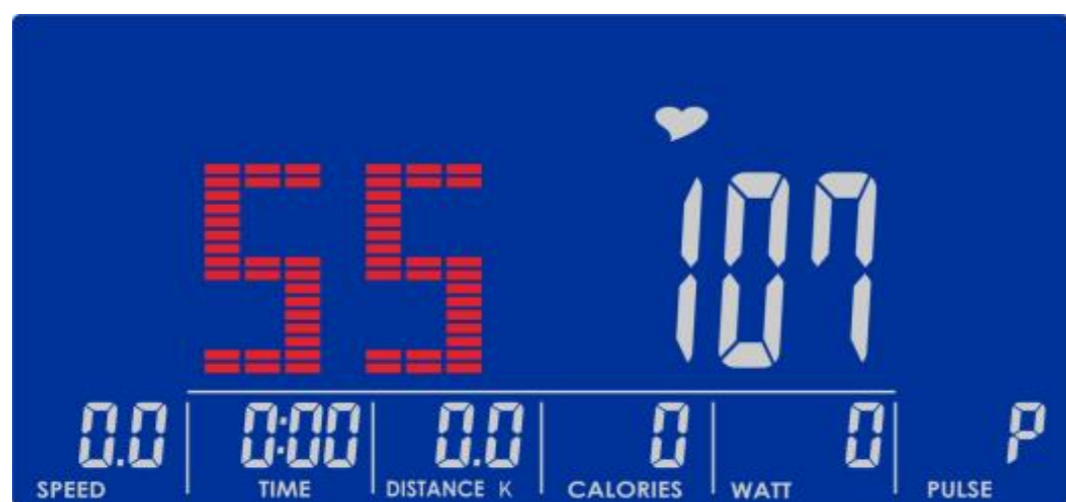 55 107
0.0 0:00 0.0 0 0 P
SPEED TIME DISTANCE K CALORIES WATT PULSE